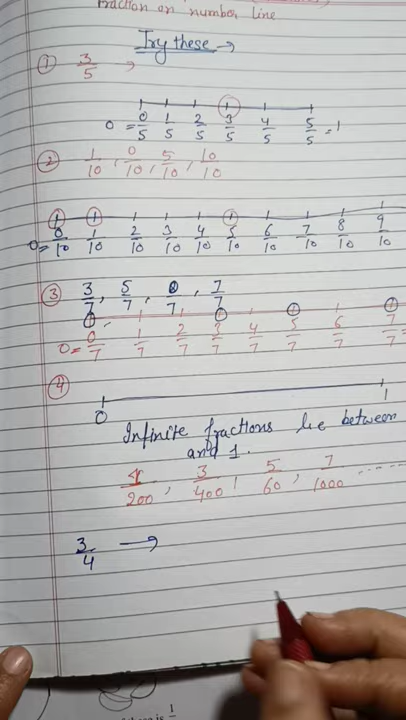 Fraction on number line
Try these →
① 3/5 →
0 = 0/5 1/5 2/5 3/5 4/5 5/5 = 1
② 1/10, 0/10, 5/10, 10/10
0 = 0/10 1/10 2/10 3/10 4/10 5/10 6/10 7/10 8/10 9/10
③ 3/7, 5/7, 0/7, 7/7
0 = 0/7 1/7 2/7 3/7 4/7 5/7 6/7 7/7 =
④
0 1
Infinite fractions lie between
and 1.
/200, 3/400, 5/60, 7/1000 -----
3/4 →